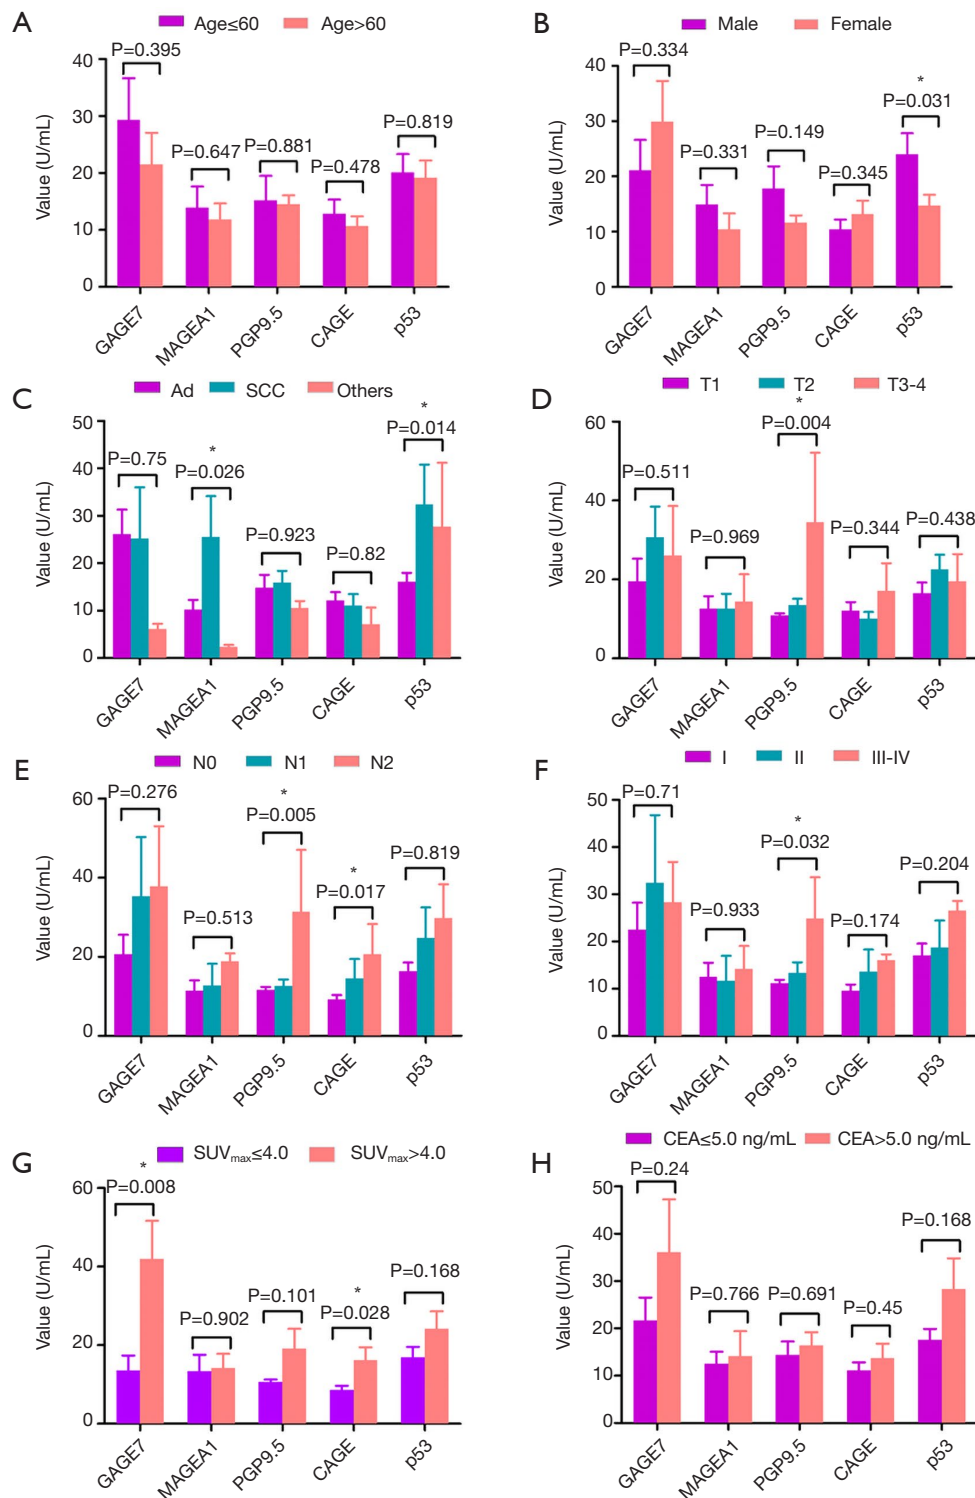 A
Age≤60 Age>60
P=0.395
40
P=0.647
P=0.881
P=0.478
P=0.819
30
20
10
0
Value (U/mL)
GAGE7 MAGEA1 PGP9.5 CAGE p53
B
Male Female
P=0.334
40
P=0.331
P=0.149
P=0.345
*
P=0.031
30
20
10
0
Value (U/mL)
GAGE7 MAGEA1 PGP9.5 CAGE p53
C
Ad SCC Others
50
P=0.75
*
P=0.026
P=0.923
P=0.82
*
P=0.014
40
30
20
10
0
Value (U/mL)
GAGE7 MAGEA1 PGP9.5 CAGE p53
D
T1 T2 T3-4
60
P=0.511
P=0.969
*
P=0.004
P=0.344
P=0.438
40
20
0
Value (U/mL)
GAGE7 MAGEA1 PGP9.5 CAGE p53
E
N0 N1 N2
P=0.276
60
P=0.513
*
P=0.005
*
P=0.017
P=0.819
40
20
0
Value (U/mL)
GAGE7 MAGEA1 PGP9.5 CAGE p53
F
I II III-IV
P=0.71
50
P=0.933
*
P=0.032
P=0.174
P=0.204
40
30
20
10
0
Value (U/mL)
GAGE7 MAGEA1 PGP9.5 CAGE p53
G
SUVmax≤4.0 SUVmax>4.0
*
P=0.008
60
P=0.902
P=0.101
*
P=0.028
P=0.168
40
20
0
Value (U/mL)
GAGE7 MAGEA1 PGP9.5 CAGE p53
H
CEA≤5.0 ng/mL CEA>5.0 ng/mL
P=0.24
50
P=0.766
P=0.691
P=0.45
P=0.168
40
30
20
10
0
Value (U/mL)
GAGE7 MAGEA1 PGP9.5 CAGE p53